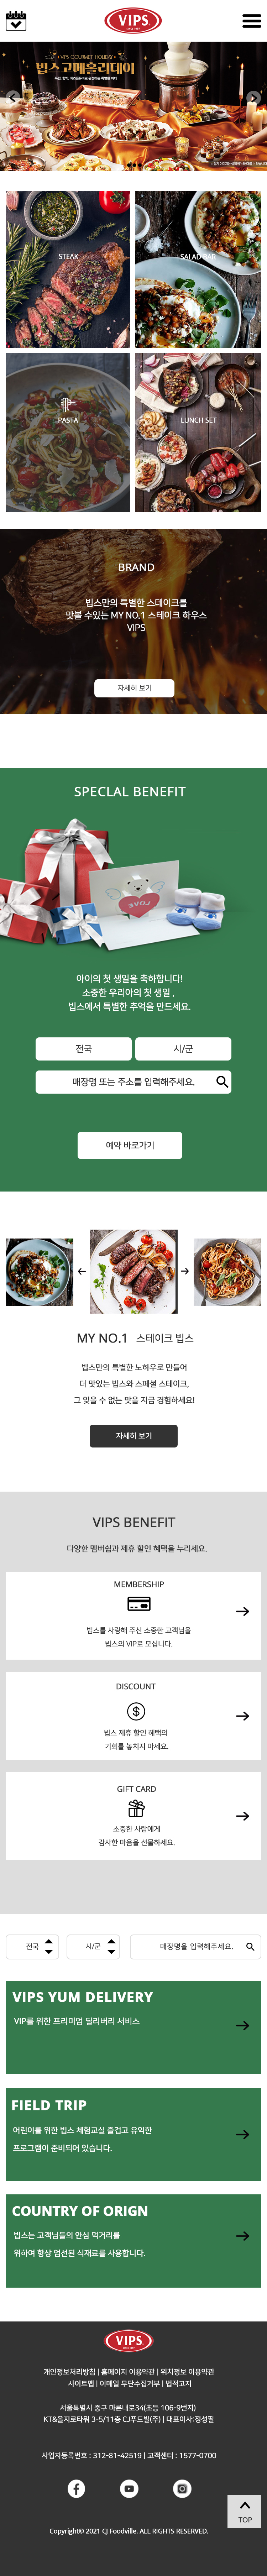 VIPS
VIPS GOURMET HOLIDAY
빕스고메홀리데이
STEAK
SALAD BAR
PASTA
LUNCH SET
BRAND
빕스만의 특별한 스테이크를
맛볼 수있는 MY NO.1 스테이크 하우스
VIPS
자세히 보기
SPECLAL BENEFIT
LOVE
아이의 첫 생일을 축하합니다!
소중한 우리아의 첫 생일 ,
빕스에서 특별한 추억을 만드세요.
전국
시/군
매장명 또는 주소를 입력해주세요.
예약 바로가기
MY NO.1 스테이크 빕스
빕스만의 특별한 노하우로 만들어
더 맛있는 빕스와 스페셜 스테이크,
그 잊을 수 없는 맛을 지금 경험하세요!
자세히 보기
VIPS BENEFIT
다양한 멤버쉽과 제휴 할인 혜택을 누리세요.
MEMBERSHIP
빕스를 사랑해 주신 소중한 고객님을
빕스의 VIP로 모십니다.
DISCOUNT
빕스 제휴 할인 혜택의
기회를 놓치지 마세요.
GIFT CARD
소중한 사람에게
감사한 마음을 선물하세요.
전국
시/군
매장명을 입력해주세요.
VIPS YUM DELIVERY
VIP를 위한 프리미엄 딜리버리 서비스
FIELD TRIP
어린이를 위한 빕스 체험교실 즐겁고 유익한
프로그램이 준비되어 있습니다.
COUNTRY OF ORIGN
빕스는 고객님들의 안심 먹거리를
위하여 항상 엄선된 식재료를 사용합니다.
VIPS
개인정보처리방침 | 홈페이지 이용약관 | 위치정보 이용약관
사이트맵 | 이메일 무단수집거부 | 법적고지
서울특별시 중구 마른내로34(초동 106-9번지)
KT&을지로타워 3-5/11층 CJ푸드빌(주) | 대표이사:정성필
사업자등록번호 : 312-81-42519 | 고객센터 : 1577-0700
TOP
Copyright© 2021 CJ Foodville. ALL RIGHTS RESERVED.